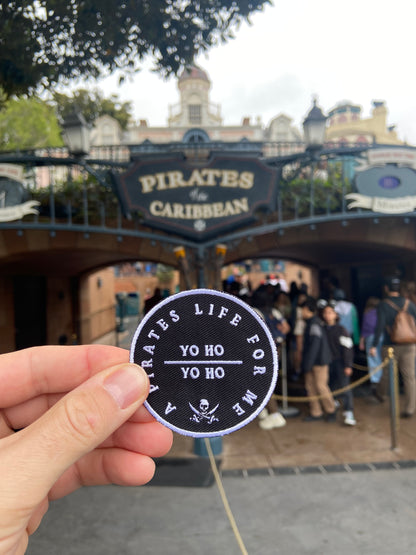 PIRATES
of the
CARIBBEAN
A PIRATES LIFE FOR ME
YO HO
YO HO